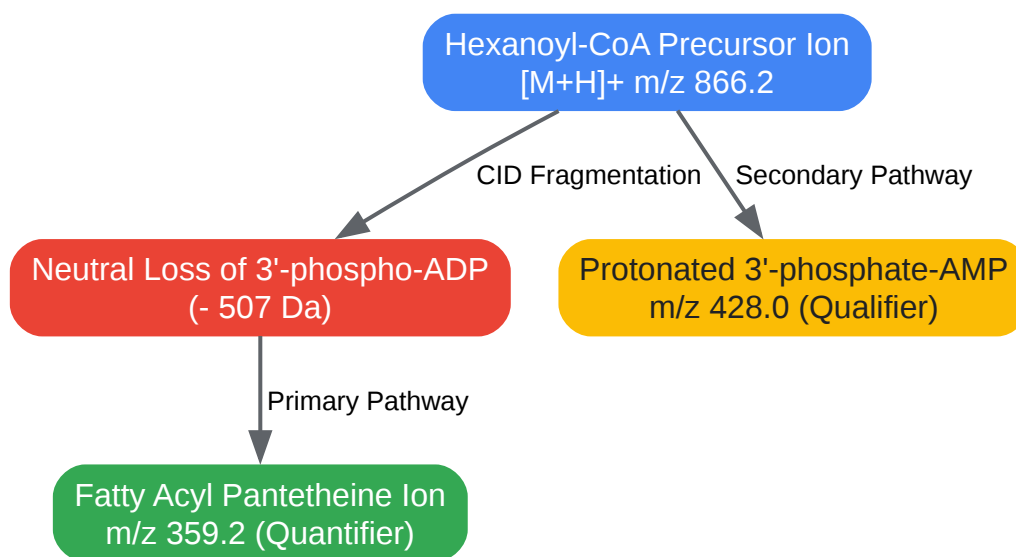 Hexanoyl-CoA Precursor Ion
[M+H]+ m/z 866.2
CID Fragmentation
Secondary Pathway
Neutral Loss of 3'-phospho-ADP
(- 507 Da)
Protonated 3'-phosphate-AMP
m/z 428.0 (Qualifier)
Primary Pathway
Fatty Acyl Pantetheine Ion
m/z 359.2 (Quantifier)